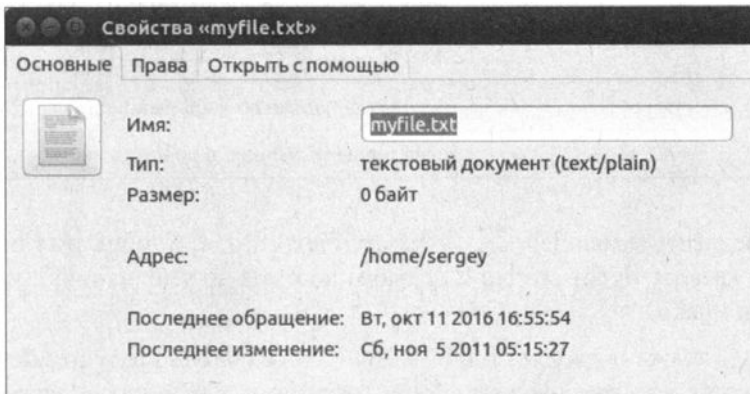 Свойства «myfile.txt»
Основные Права Открыть с помощью
Имя: myfile.txt
Тип: текстовый документ (text/plain)
Размер: 0 байт
Адрес: /home/sergey
Последнее обращение: Вт, окт 11 2016 16:55:54
Последнее изменение: Сб, ноя 5 2011 05:15:27